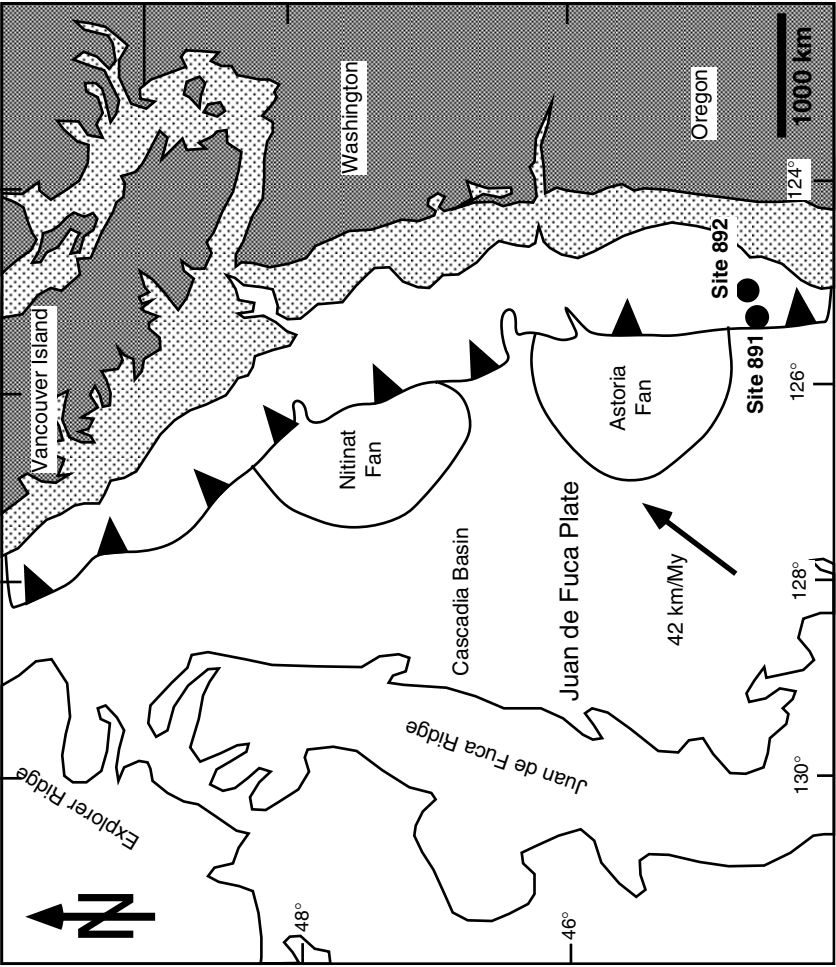 Vancouver Island
Washington
Oregon
1000 km
124°
Site 892
Site 891
126°
Astoria
Fan
Nitinat
Fan
Cascadia Basin
Juan de Fuca Plate
42 km/My
128°
Juan de Fuca Ridge
Explorer Ridge
130°
N
48°
46°